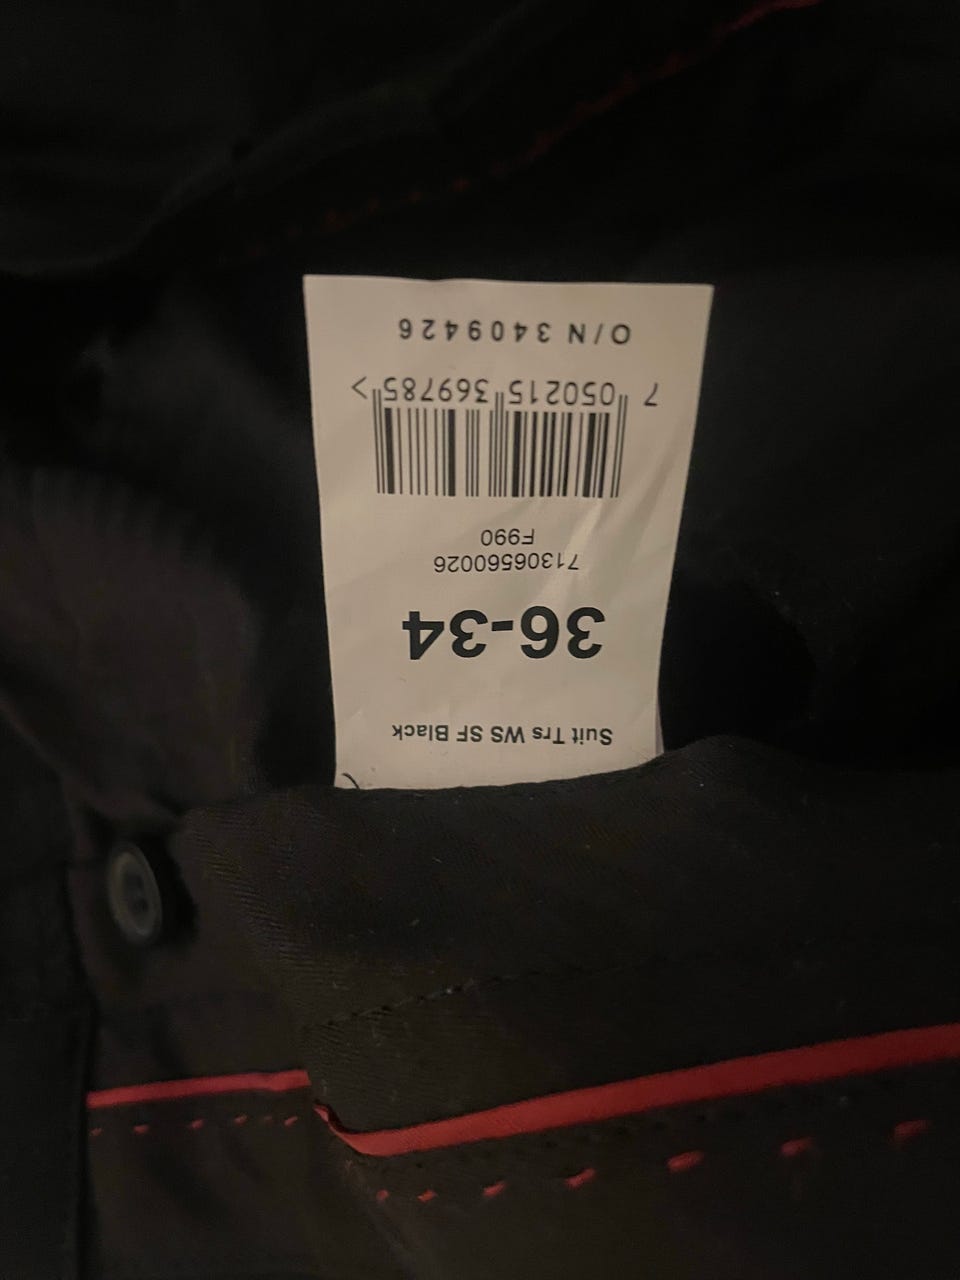 Suit Trs WS SF Black
36-34
71306560026
F990
7 050215 369785 >
O/N 3409426